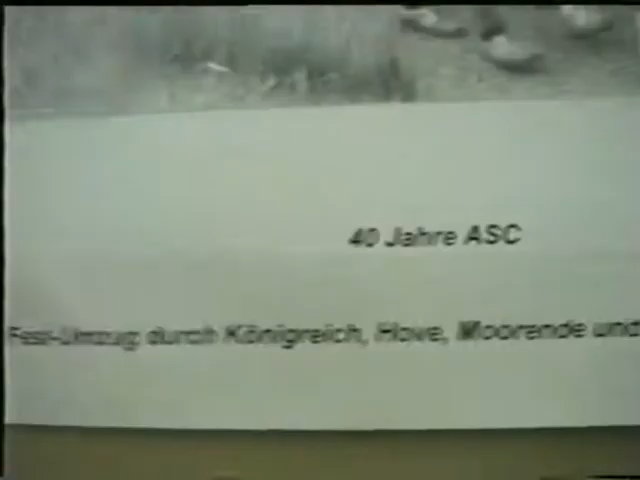 40 Jahre ASC
Fest-Umzug durch Königreich, Hove, Moorende und